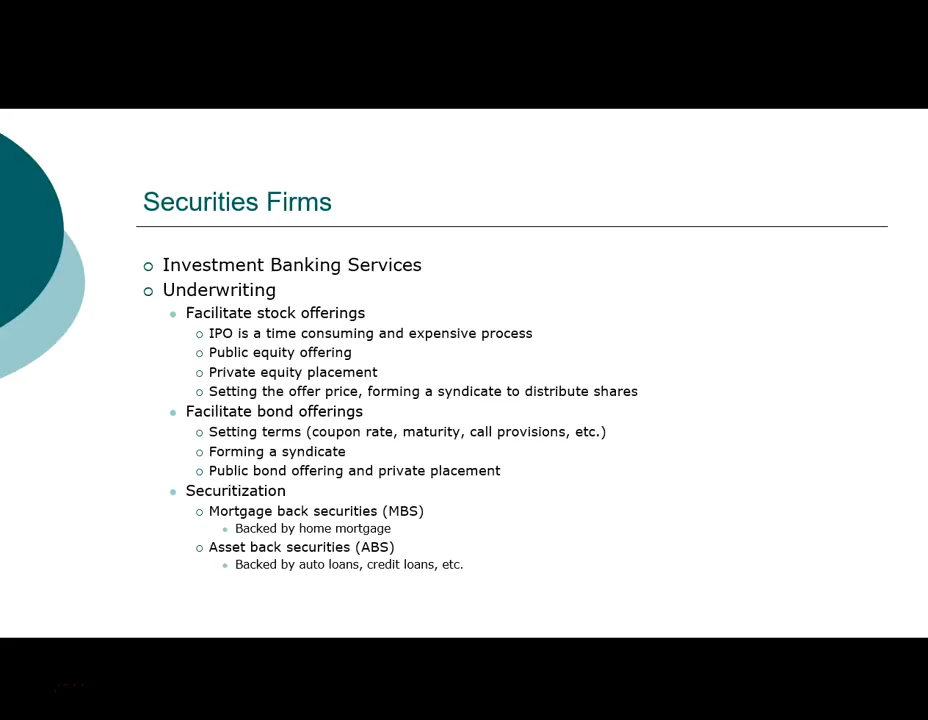 Securities Firms
Investment Banking Services
Underwriting
Facilitate stock offerings
IPO is a time consuming and expensive process
Public equity offering
Private equity placement
Setting the offer price, forming a syndicate to distribute shares
Facilitate bond offerings
Setting terms (coupon rate, maturity, call provisions, etc.)
Forming a syndicate
Public bond offering and private placement
Securitization
Mortgage back securities (MBS)
Backed by home mortgage
Asset back securities (ABS)
Backed by auto loans, credit loans, etc.